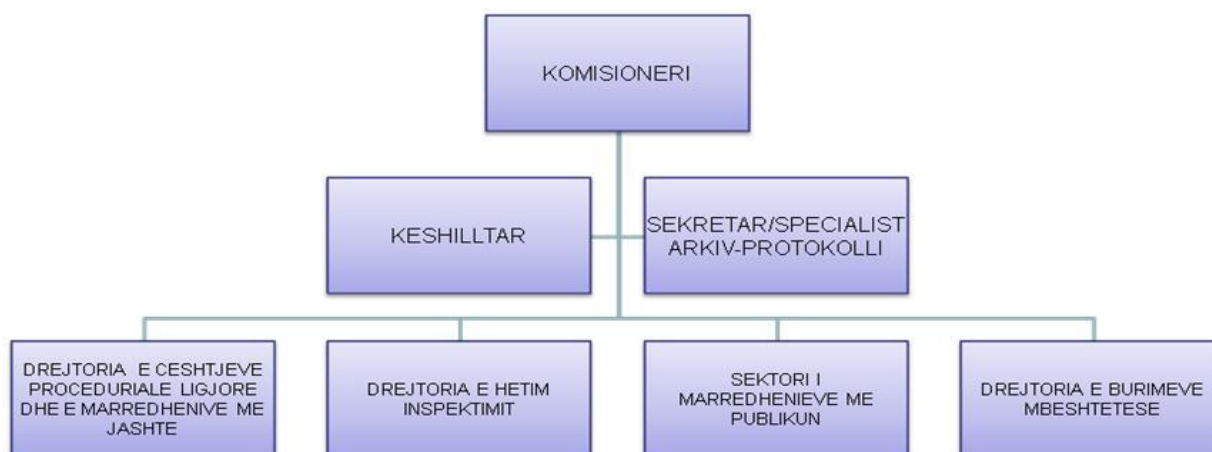 KOMISIONERI
KESHILLTAR
SEKRETAR/SPECIALIST
ARKIV-PROTOKOLLI
DREJTORIA E CESHTJEVE
PROCEDURIALE LIGJORE
DHE E MARREDHENIVE ME
JASHTE
DREJTORIA E HETIM
INSPEKTIMIT
SEKTORI I
MARREDHENIEVE ME
PUBLIKUN
DREJTORIA E BURIMEVE
MBESHTETESE